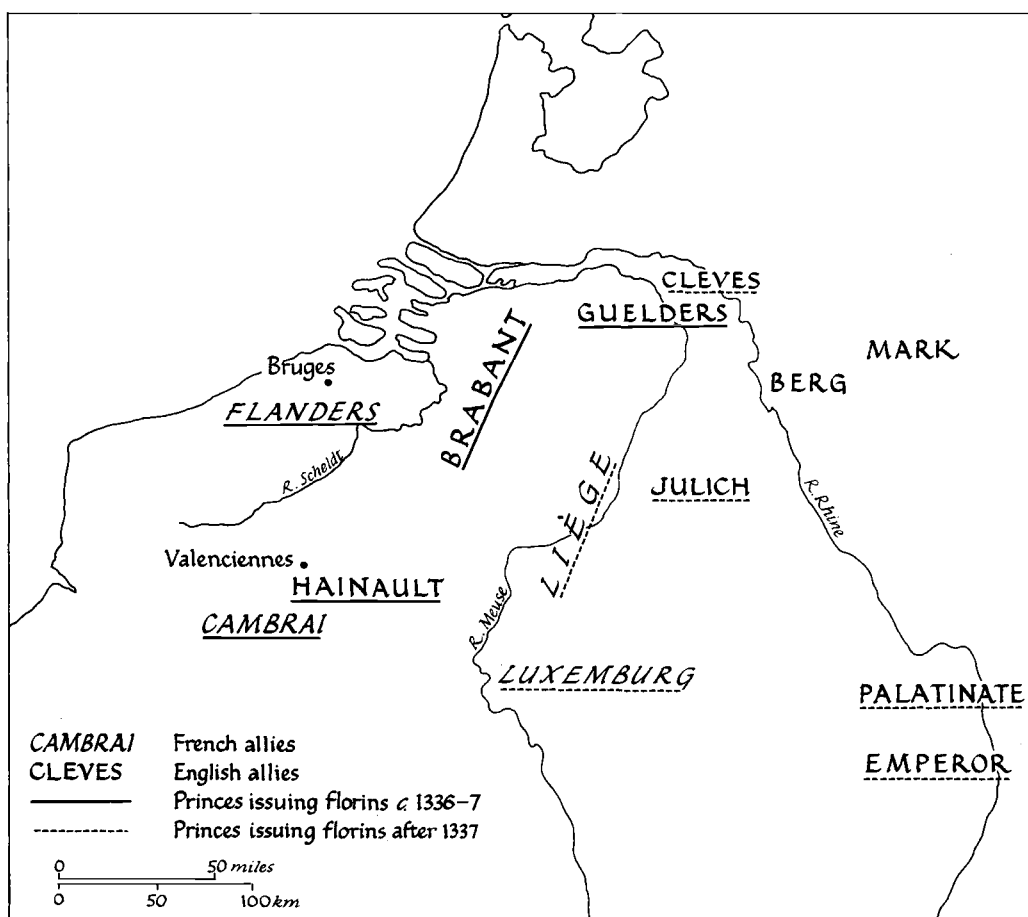 CLEVES
GUELDERS
MARK
BERG
Bruges
FLANDERS
BRABANT
R. Scheldt
LIÈGE
JULICH
R. Rhine
Valenciennes
HAINAULT
CAMBRAI
R. Meuse
LUXEMBURG
PALATINATE
EMPEROR
CAMBRAI French allies
CLEVES English allies
Princes issuing florins c. 1336–7
Princes issuing florins after 1337
0 50 miles
0 50 100 km